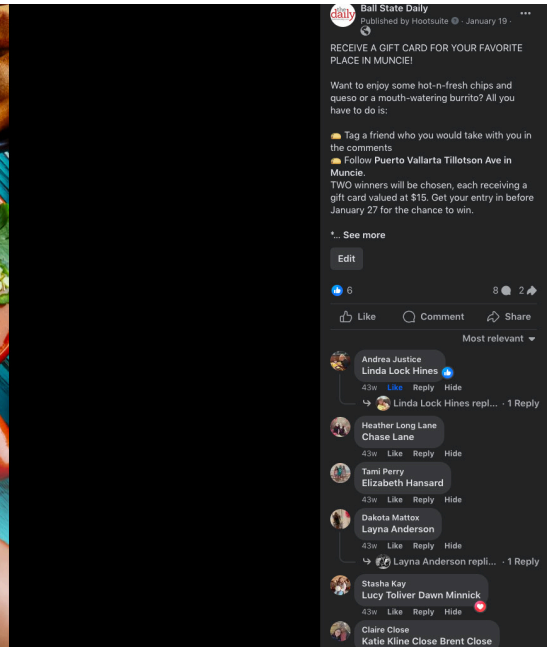 the
daily
Ball State Daily
Published by Hootsuite · January 19 ·
RECEIVE A GIFT CARD FOR YOUR FAVORITE
PLACE IN MUNCIE!
Want to enjoy some hot-n-fresh chips and
queso or a mouth-watering burrito? All you
have to do is:
🌮 Tag a friend who you would take with you in
the comments
🌮 Follow Puerto Vallarta Tillotson Ave in
Muncie.
TWO winners will be chosen, each receiving a
gift card valued at $15. Get your entry in before
January 27 for the chance to win.
*... See more
Edit
6 8 2
Like Comment Share
Most relevant
Andrea Justice
Linda Lock Hines
43w Like Reply Hide
Linda Lock Hines repl... · 1 Reply
Heather Long Lane
Chase Lane
43w Like Reply Hide
Tami Perry
Elizabeth Hansard
43w Like Reply Hide
Dakota Mattox
Layna Anderson
43w Like Reply Hide
Layna Anderson repli... · 1 Reply
Stasha Kay
Lucy Toliver Dawn Minnick
43w Like Reply Hide
Claire Close
Katie Kline Close Brent Close